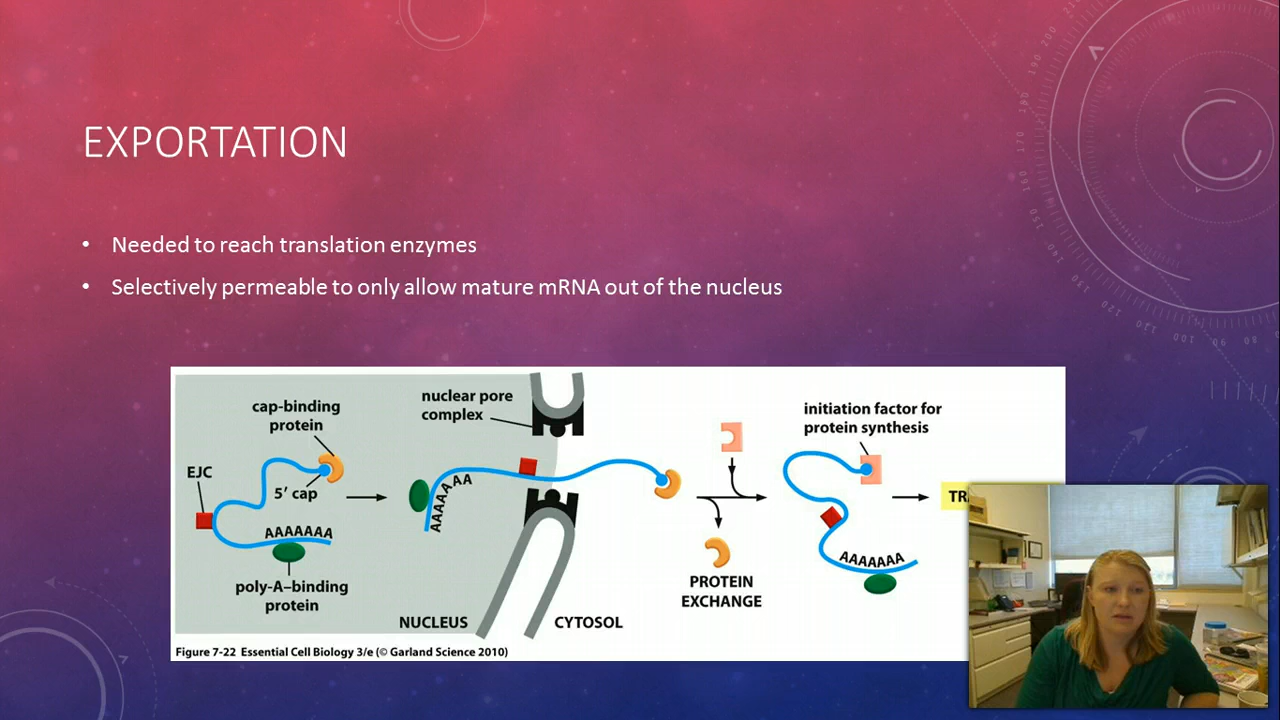 EXPORTATION
• Needed to reach translation enzymes
• Selectively permeable to only allow mature mRNA out of the nucleus
cap-binding
protein
EJC
5′ cap
AAAAAAA
poly-A–binding
protein
nuclear pore
complex
AAAAAAA
NUCLEUS
CYTOSOL
PROTEIN
EXCHANGE
initiation factor for
protein synthesis
AAAAAAA
Figure 7-22 Essential Cell Biology 3/e (© Garland Science 2010)